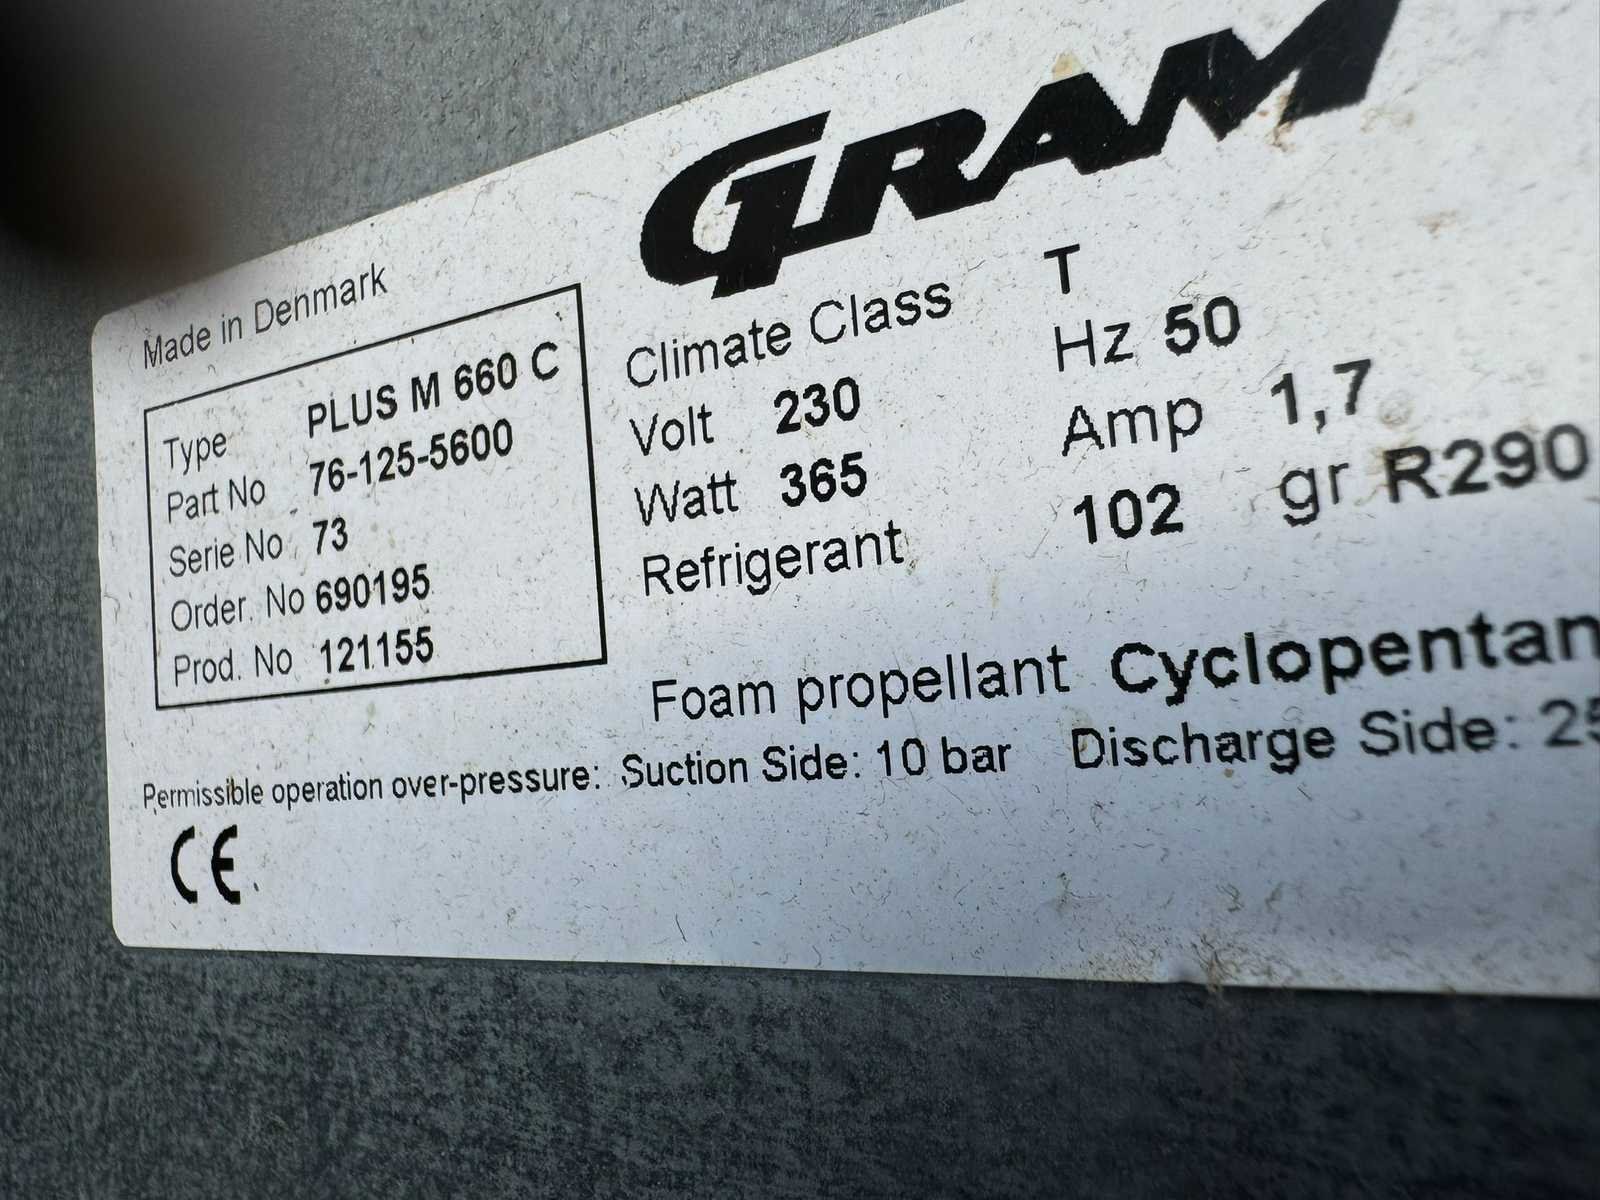 GRAM
Made in Denmark
Type PLUS M 660 C
Part No 76-125-5600
Serie No 73
Order. No 690195
Prod. No 121155
Climate Class T
Volt 230 Hz 50
Watt 365 Amp 1,7
Refrigerant 102 gr R290
Foam propellant Cyclopentan
Permissible operation over-pressure: Suction Side: 10 bar Discharge Side:
CE